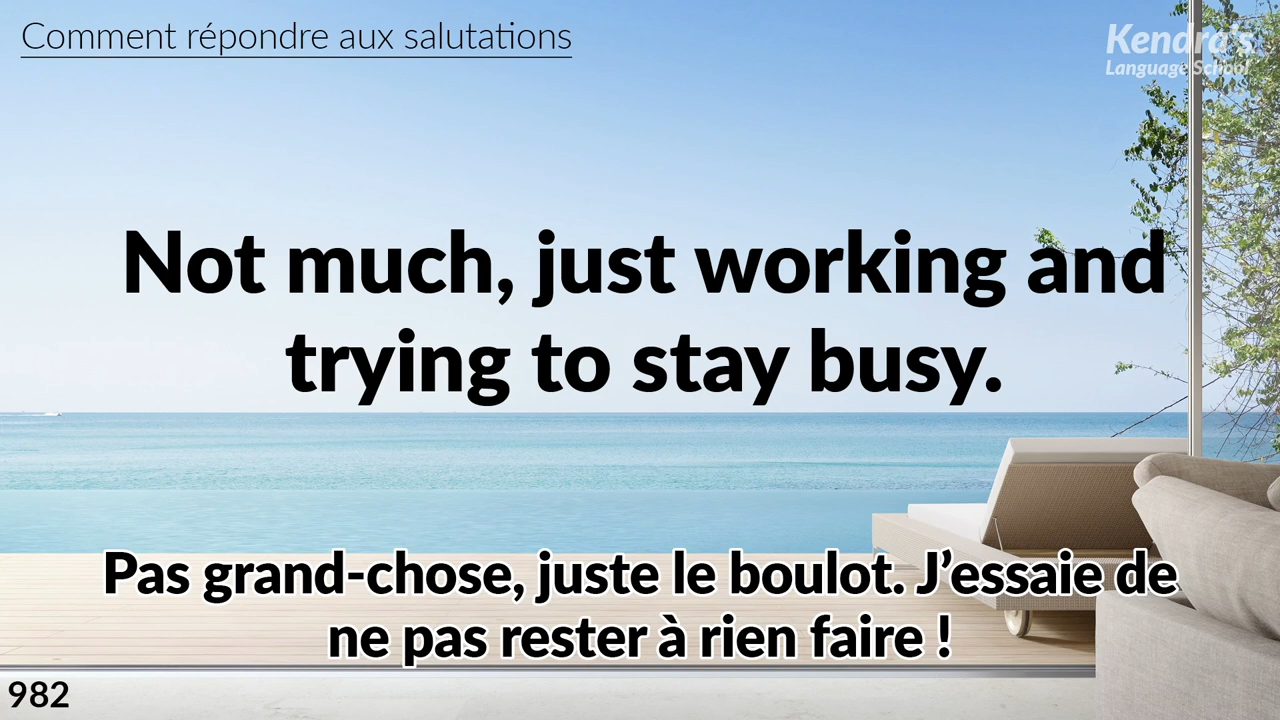 Comment répondre aux salutations
Kendra's
Language School
Not much, just working and
trying to stay busy.
Pas grand-chose, juste le boulot. J’essaie de
ne pas rester à rien faire !
982